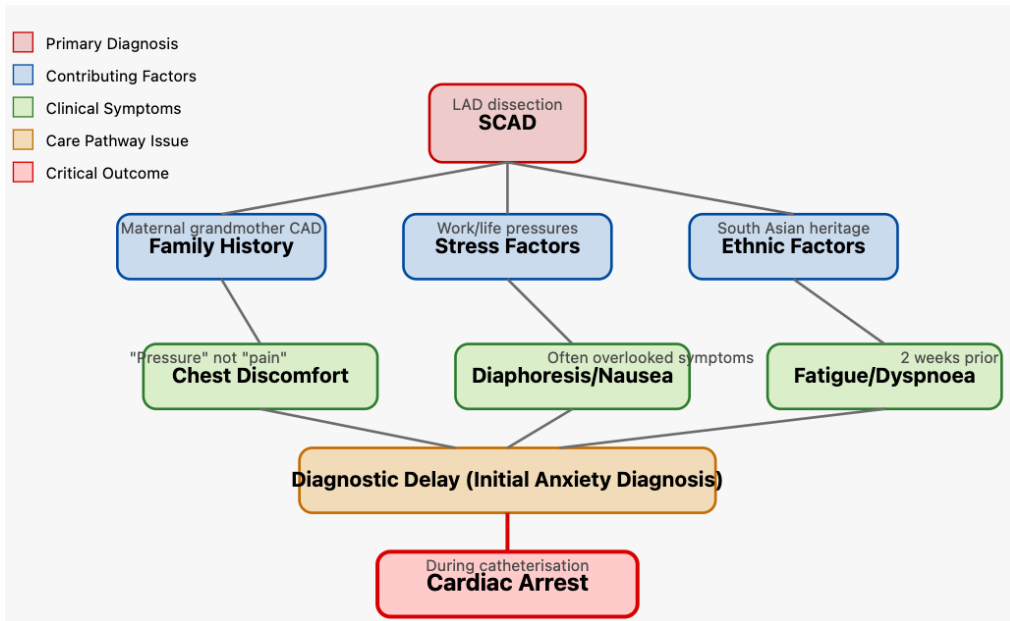 Primary Diagnosis
Contributing Factors
Clinical Symptoms
Care Pathway Issue
Critical Outcome
LAD dissection
SCAD
Maternal grandmother CAD
Family History
Work/life pressures
Stress Factors
South Asian heritage
Ethnic Factors
"Pressure" not "pain"
Chest Discomfort
Often overlooked symptoms
Diaphoresis/Nausea
2 weeks prior
Fatigue/Dyspnoea
Diagnostic Delay (Initial Anxiety Diagnosis)
During catheterisation
Cardiac Arrest